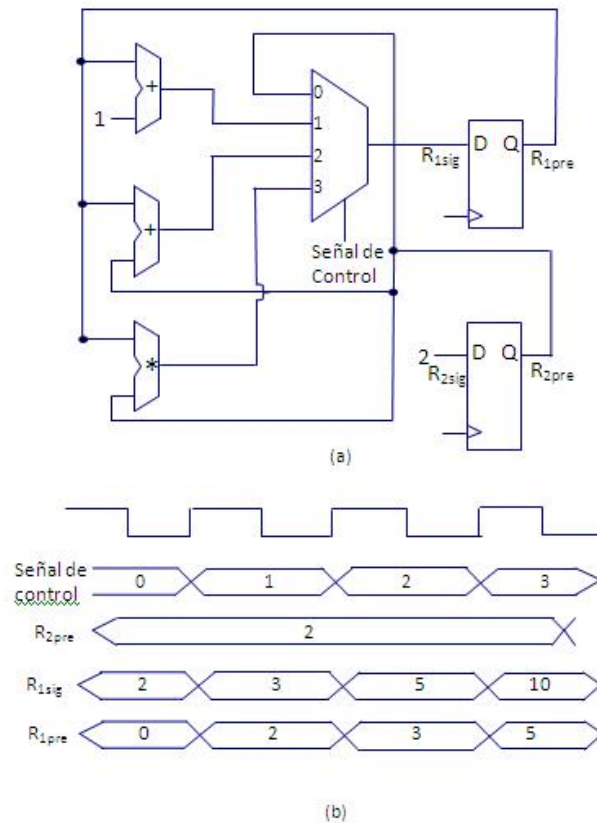 +
1
0
1
2
3
+
*
Señal de
Control
R1sig
D Q
R1pre
2
R2sig
D Q
R2pre
(a)
Señal de
control
0 1 2 3
R2pre
2
R1sig
2 3 5 10
R1pre
0 2 3 5
(b)